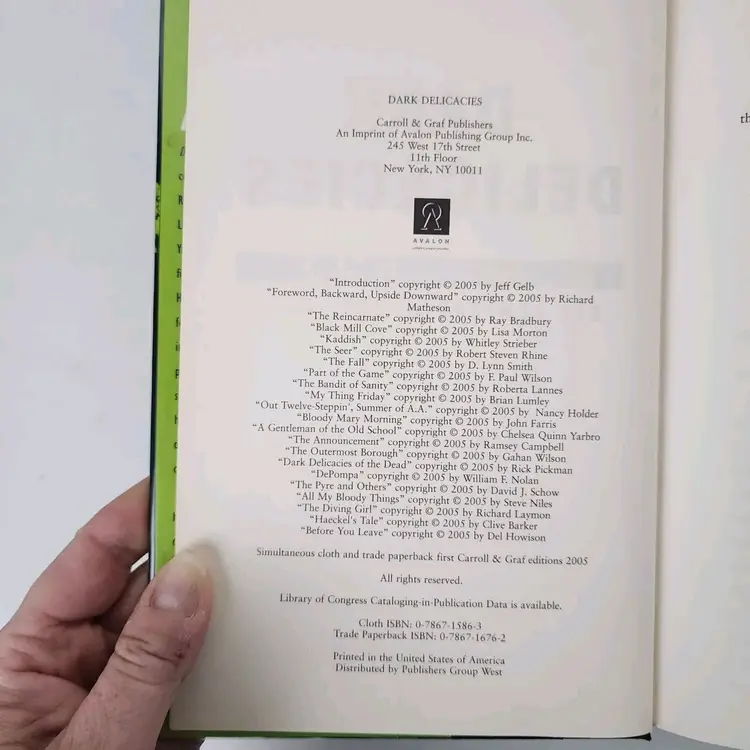 DARK DELICACIES
Carroll & Graf Publishers
An Imprint of Avalon Publishing Group Inc.
245 West 17th Street
11th Floor
New York, NY 10011
AVALON
"Introduction" copyright © 2005 by Jeff Gelb
"Foreword, Backward, Upside Downward" copyright © 2005 by Richard
Matheson
"The Reincarnate" copyright © 2005 by Ray Bradbury
"Black Mill Cove" copyright © 2005 by Lisa Morton
"Kaddish" copyright © 2005 by Whitley Strieber
"The Seer" copyright © 2005 by Robert Steven Rhine
"The Fall" copyright © 2005 by D. Lynn Smith
"Part of the Game" copyright © 2005 by F. Paul Wilson
"The Bandit of Sanity" copyright © 2005 by Roberta Lannes
"My Thing Friday" copyright © 2005 by Brian Lumley
"Out Twelve-Steppin', Summer of A.A." copyright © 2005 by Nancy Holder
"Bloody Mary Morning" copyright © 2005 by John Farris
"A Gentleman of the Old School" copyright © 2005 by Chelsea Quinn Yarbro
"The Announcement" copyright © 2005 by Ramsey Campbell
"The Outermost Borough" copyright © 2005 by Gahan Wilson
"Dark Delicacies of the Dead" copyright © 2005 by Rick Pickman
"DePompa" copyright © 2005 by William F. Nolan
"The Pyre and Others" copyright © 2005 by David J. Schow
"All My Bloody Things" copyright © 2005 by Steve Niles
"The Diving Girl" copyright © 2005 by Richard Laymon
"Haeckel's Tale" copyright © 2005 by Clive Barker
"Before You Leave" copyright © 2005 by Del Howison
Simultaneous cloth and trade paperback first Carroll & Graf editions 2005
All rights reserved.
Library of Congress Cataloging-in-Publication Data is available.
Cloth ISBN: 0-7867-1586-3
Trade Paperback ISBN: 0-7867-1676-2
Printed in the United States of America
Distributed by Publishers Group West
th